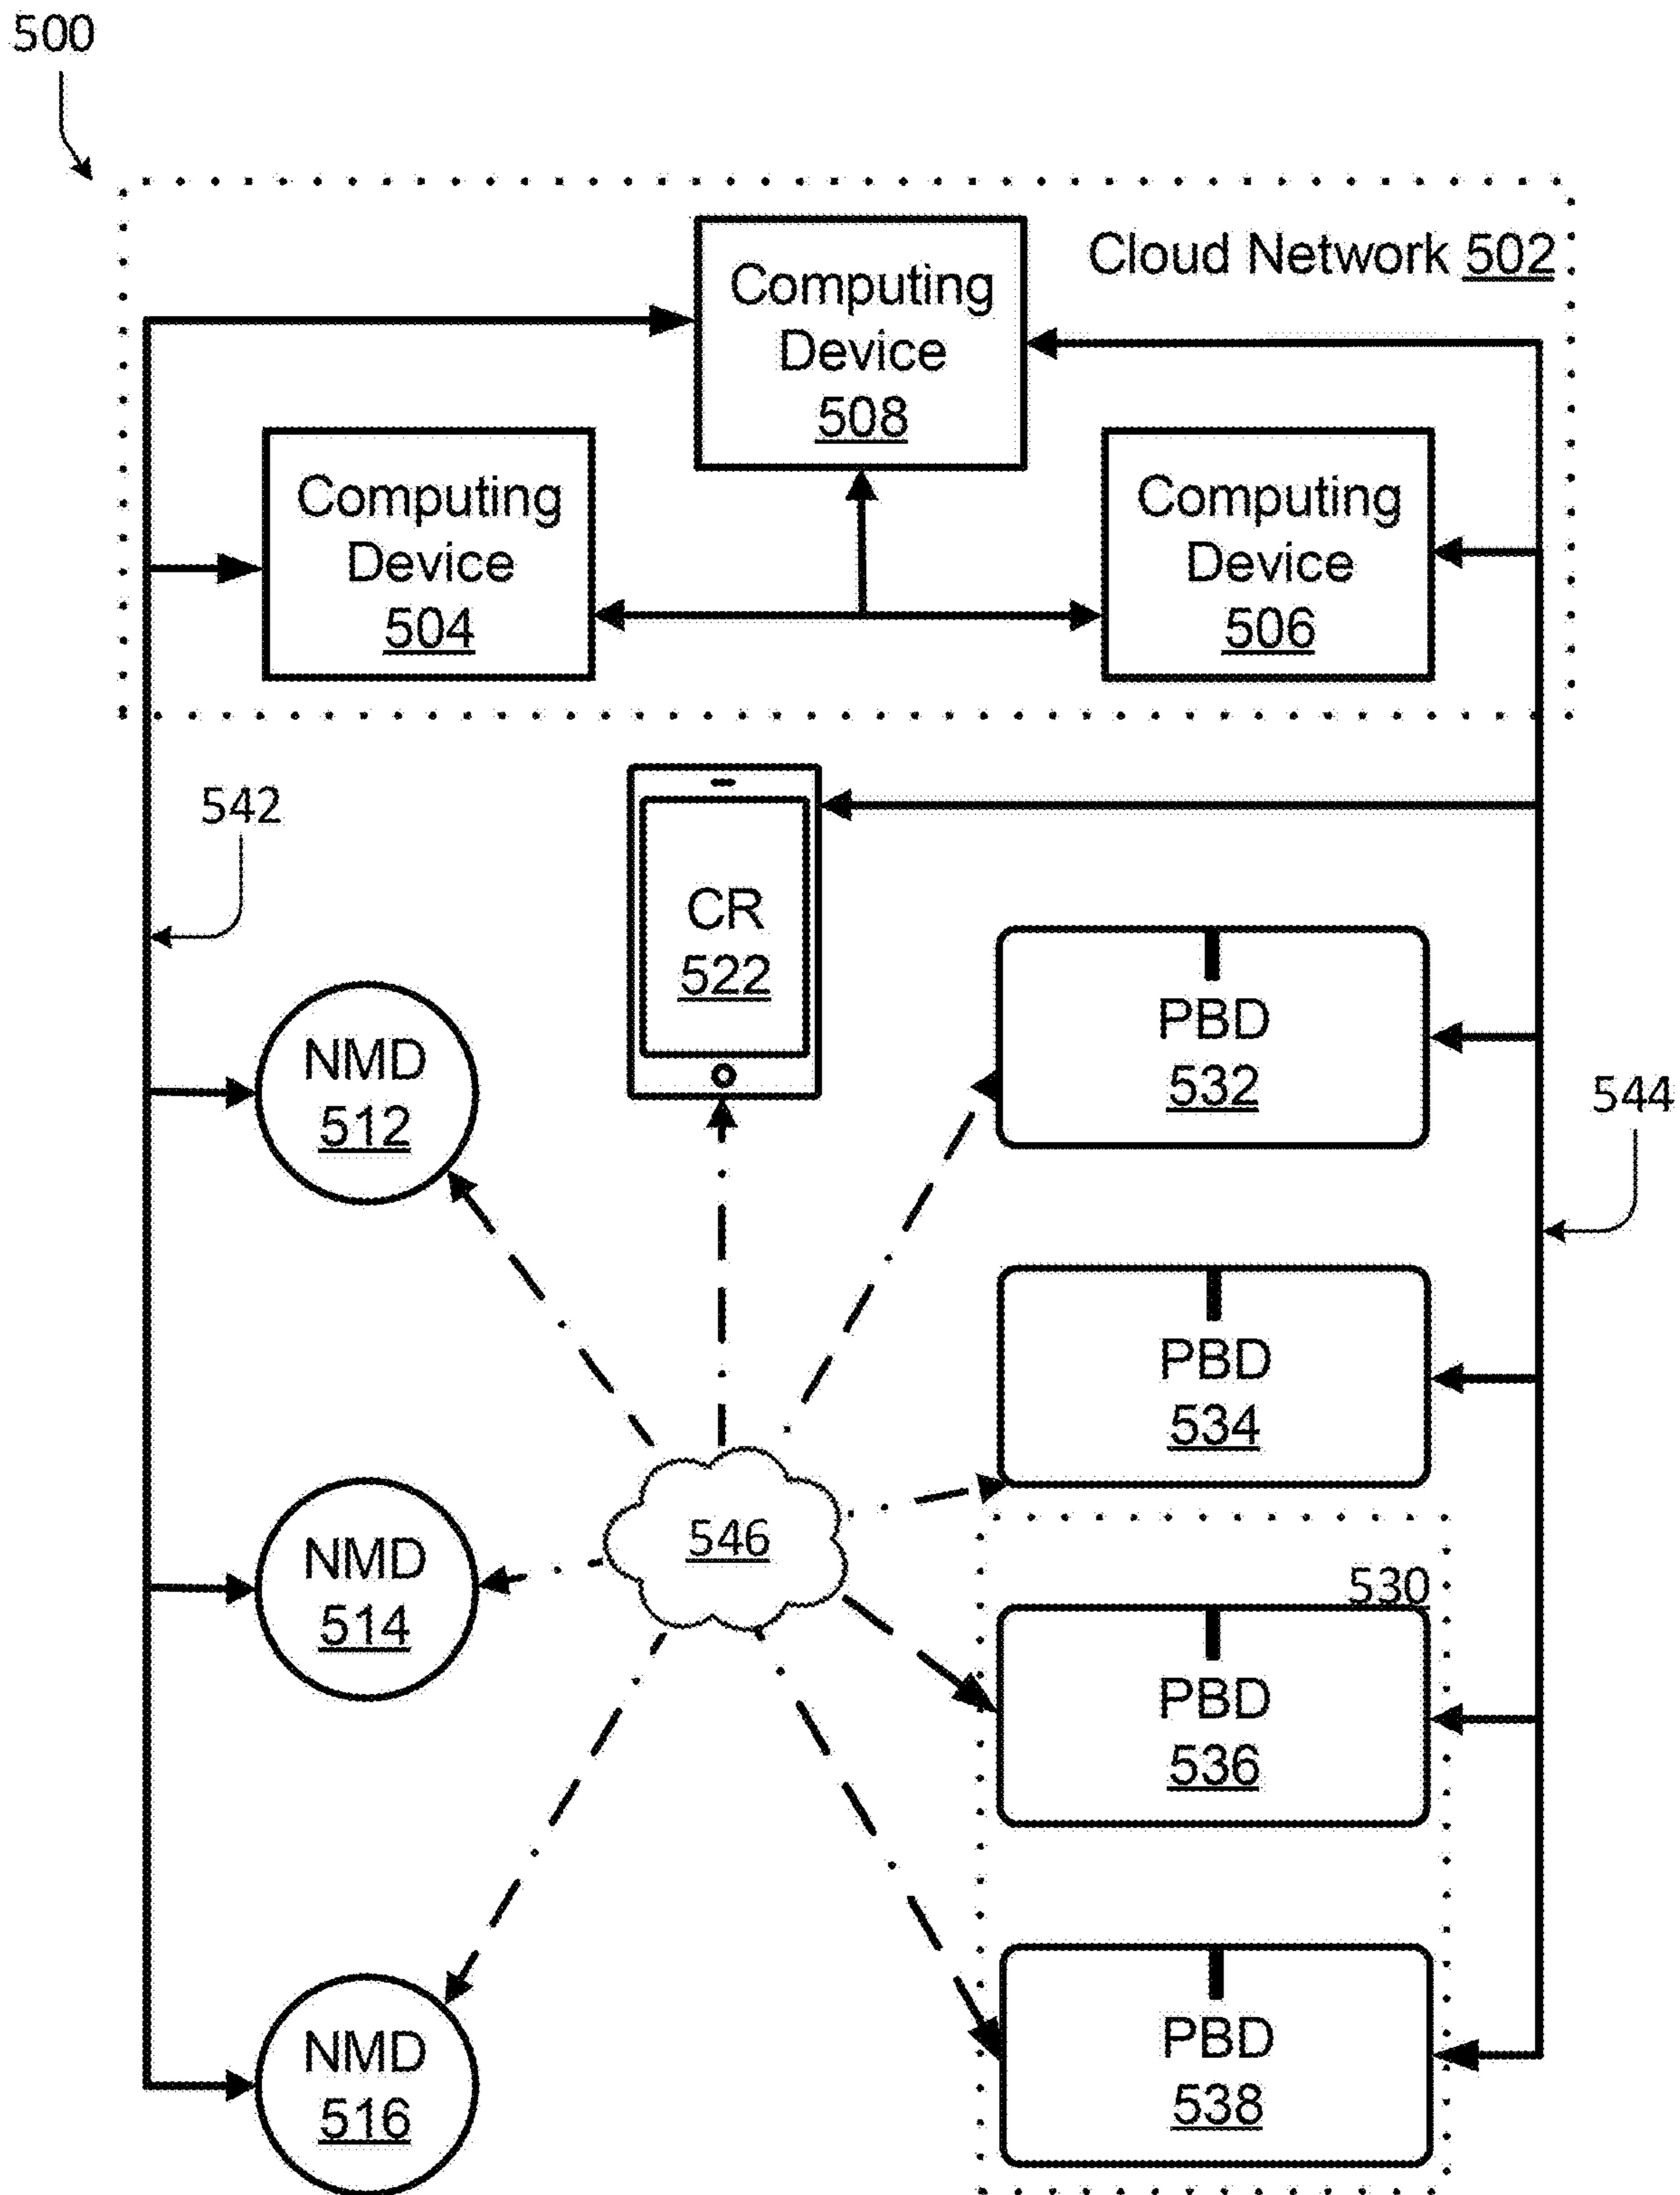 500
Cloud Network 502
Computing
Device
508
Computing
Device
504
Computing
Device
506
542
CR
522
NMD
512
PBD
532
544
PBD
534
546
NMD
514
530
PBD
536
NMD
516
PBD
538